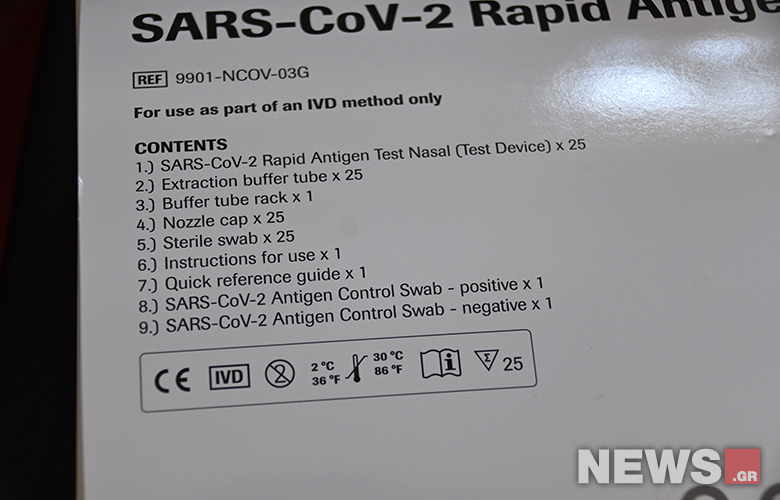 SARS-CoV-2 Rapid Antige
REF 9901-NCOV-03G
For use as part of an IVD method only
CONTENTS
1.) SARS-CoV-2 Rapid Antigen Test Nasal (Test Device) x 25
2.) Extraction buffer tube x 25
3.) Buffer tube rack x 1
4.) Nozzle cap x 25
5.) Sterile swab x 25
6.) Instructions for use x 1
7.) Quick reference guide x 1
8.) SARS-CoV-2 Antigen Control Swab - positive x 1
9.) SARS-CoV-2 Antigen Control Swab - negative x 1
CE IVD 2 2 °C 30 °C i Σ 25
36 °F 86 °F
NEWS.GR